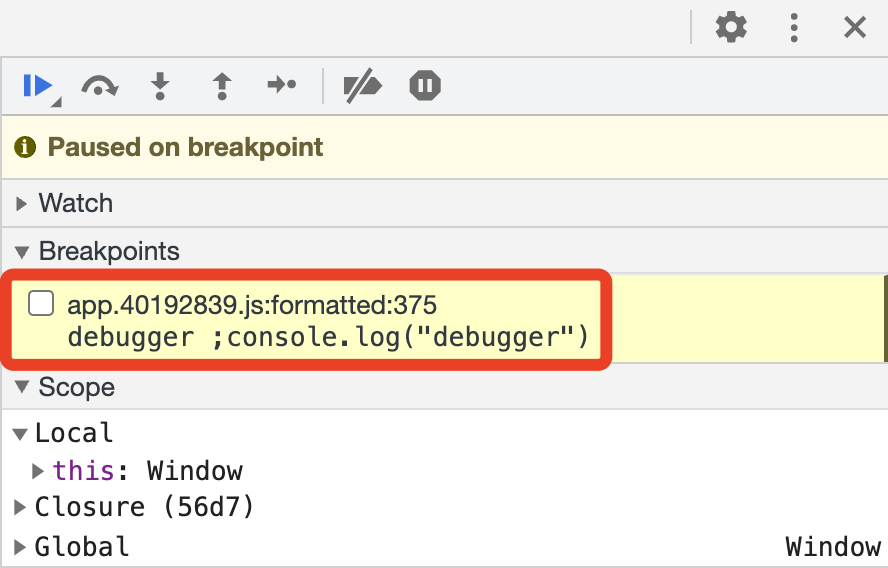 Paused on breakpoint
Watch
Breakpoints
app.40192839.js:formatted:375
debugger ;console.log("debugger")
Scope
Local
this: Window
Closure (56d7)
Global Window